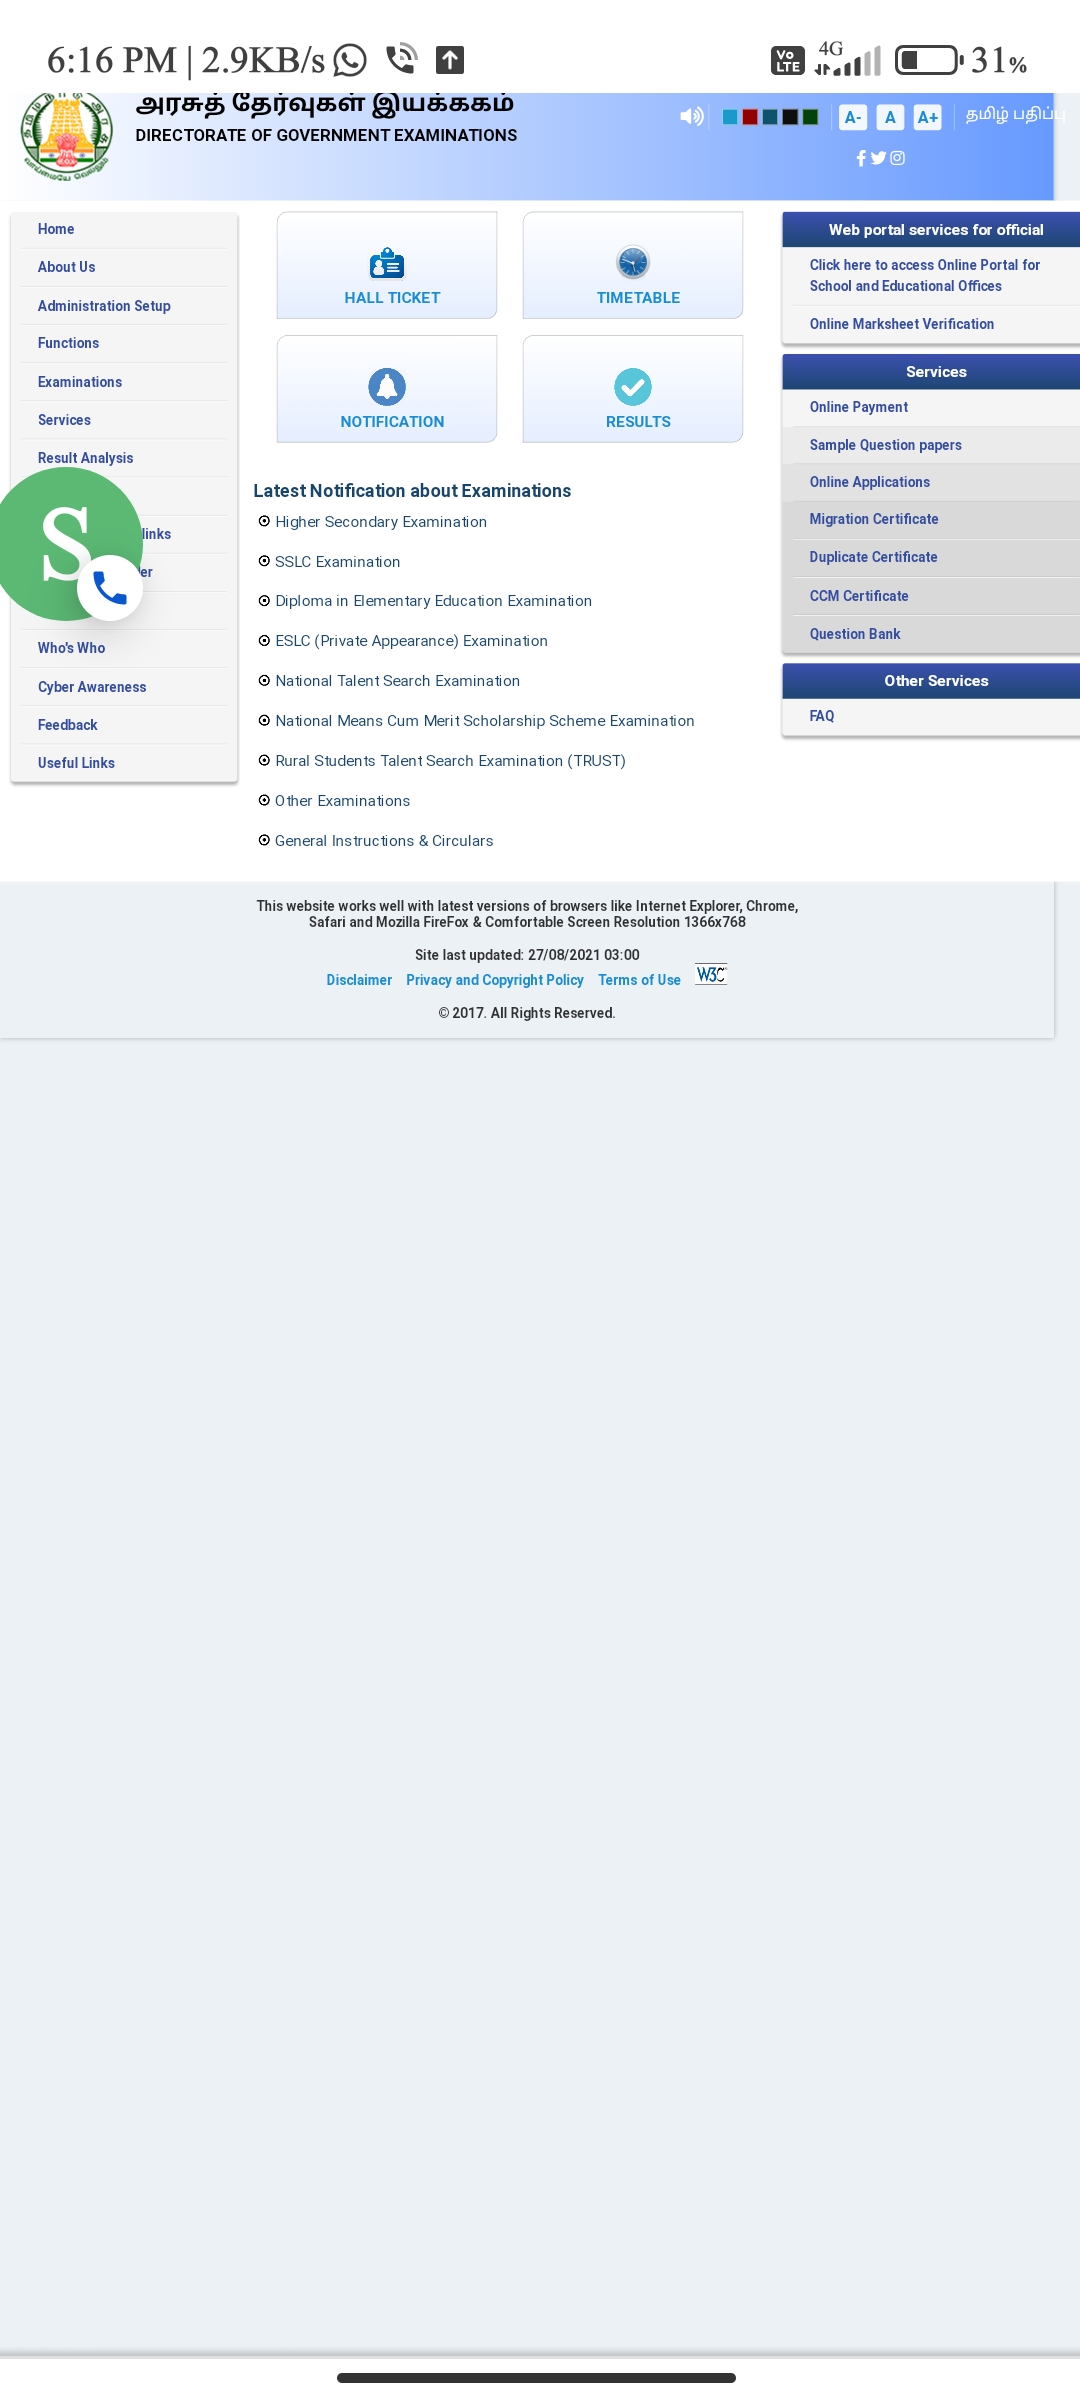 6:16 PM | 2.9KB/s
Vo
LTE
4G
31%
அரசுத் தேர்வுகள் இயக்ககம்
DIRECTORATE OF GOVERNMENT EXAMINATIONS
A-
A
A+
தமிழ் பதிப்பு
Home
About Us
Administration Setup
Functions
Examinations
Services
Result Analysis
S
Who's Who
Cyber Awareness
Feedback
Useful Links
HALL TICKET
TIMETABLE
NOTIFICATION
RESULTS
Latest Notification about Examinations
Higher Secondary Examination
SSLC Examination
Diploma in Elementary Education Examination
ESLC (Private Appearance) Examination
National Talent Search Examination
National Means Cum Merit Scholarship Scheme Examination
Rural Students Talent Search Examination (TRUST)
Other Examinations
General Instructions & Circulars
Web portal services for official
Click here to access Online Portal for
School and Educational Offices
Online Marksheet Verification
Services
Online Payment
Sample Question papers
Online Applications
Migration Certificate
Duplicate Certificate
CCM Certificate
Question Bank
Other Services
FAQ
This website works well with latest versions of browsers like Internet Explorer, Chrome,
Safari and Mozilla FireFox & Comfortable Screen Resolution 1366x768
Site last updated: 27/08/2021 03:00
Disclaimer Privacy and Copyright Policy Terms of Use W3C
© 2017. All Rights Reserved.